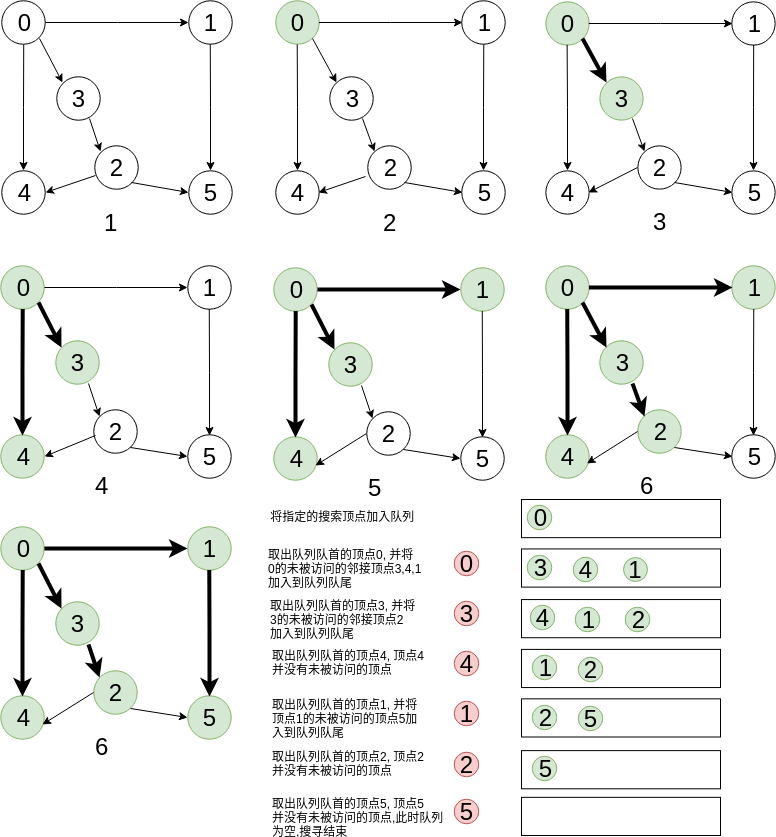 0 1 0 1 0 1
3 3 3
2 2 2
4 5 4 5 4 5
1 2 3
0 1 0 1 0 1
3 3 3
2 2 2
4 5 4 5 4 5
4 5 6
将指定的搜索顶点加入队列
0
0 1
3
2
4 5
6
取出队列队首的顶点0, 并将
0的未被访问的邻接顶点3,4,1
加入到队列队尾
0
3 4 1
取出队列队首的顶点3, 并将
3的未被访问的邻接顶点2
加入到队列队尾
3
4 1 2
取出队列队首的顶点4, 顶点4
并没有未被访问的顶点
4
1 2
取出队列队首的顶点1, 并将
顶点1的未被访问的顶点5加
入到队列队尾
1
2 5
取出队列队首的顶点2, 顶点2
并没有未被访问的顶点
2
5
取出队列队首的顶点5, 顶点5
并没有未被访问的顶点,此时队列
为空,搜寻结束
5